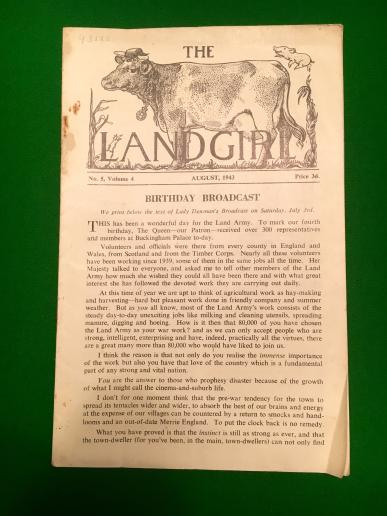 THE
LANDGIRL
No. 5, Volume 4 AUGUST, 1943 Price 3d.
BIRTHDAY BROADCAST
We print below the text of Lady Denman's Broadcast on Saturday, July 3rd.
THIS has been a wonderful day for the Land Army. To mark our fourth
birthday, The Queen—our Patron—received over 300 representatives
and members at Buckingham Palace to-day.
Volunteers and officials were there from every county in England and
Wales, from Scotland and from the Timber Corps. Nearly all these volunteers
have been working since 1939, some of them in the same jobs all the time. Her
Majesty talked to everyone, and asked me to tell other members of the Land
Army how much she wished they could all have been there and with what great
interest she has followed the devoted work they are carrying out daily.
At this time of year we are apt to think of agricultural work as hay-making
and harvesting—hard but pleasant work done in friendly company and summer
weather. But as you all know, most of the Land Army's work consists of the
steady day-to-day unexciting jobs like milking and cleaning utensils, spreading
manure, digging and hoeing. How is it then that 80,000 of you have chosen
the Land Army as your war work? and as we can only accept people who are
strong, intelligent, enterprising and have, indeed, practically all the virtues, there
are a great many more than 80,000 who would have liked to join us.
I think the reason is that not only do you realise the immense importance
of the work but also you have that love of the country which is a fundamental
part of any strong and vital nation.
You are the answer to those who prophesy disaster because of the growth
of what I might call the cinema-and-suburb life.
I don't for one moment think that the pre-war tendency for the town to
spread its tentacles wider and wider, to absorb the best of our brains and energy
at the expense of our villages can be countered by a return to smocks and hand-
looms and an out-of-date Merrie England. To put the clock back is no remedy.
What you have proved is that the instinct is still as strong as ever, and that
the town-dweller (for you've been, in the main, town-dwellers) can not only find